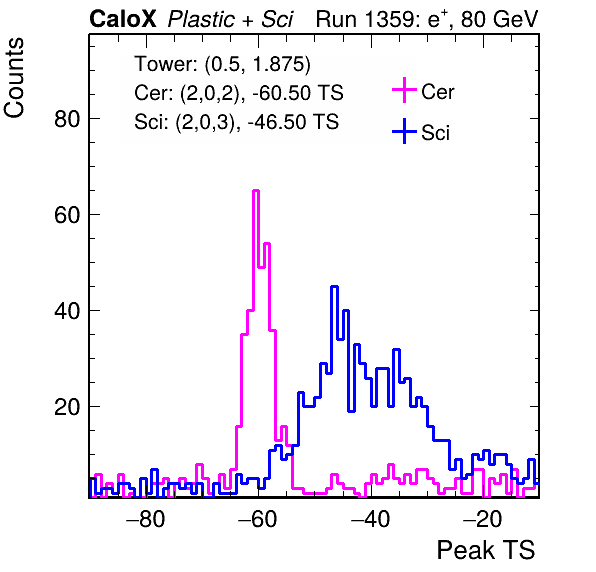 CaloX Plastic + Sci Run 1359: e⁺, 80 GeV
Counts
Tower: (0.5, 1.875)
Cer: (2,0,2), -60.50 TS
Sci: (2,0,3), -46.50 TS
Cer
Sci
80
60
40
20
−80 −60 −40 −20
Peak TS